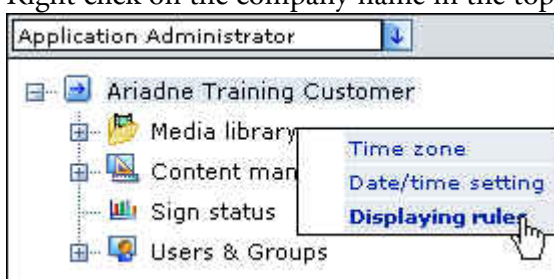 Right click on the company name in the top
Application Administrator
Ariadne Training Customer
Media library
Content man
Sign status
Users & Groups
Time zone
Date/time setting
Displaying rules